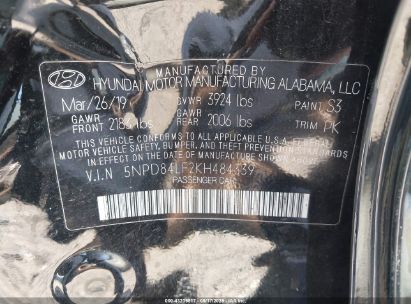 MANUFACTURED BY
HYUNDAI MOTOR MANUFACTURING ALABAMA, LLC
Mar/26/19 GVWR 3924 lbs PAINT S3
GAWR FRONT 2183 lbs GAWR REAR 2006 lbs TRIM PK
THIS VEHICLE CONFORMS TO ALL APPLICABLE U.S. FEDERAL MOTOR
VEHICLE SAFETY, BUMPER, AND THEFT PREVENTION STANDARDS
IN EFFECT ON THE DATE OF MANUFACTURE SHOWN ABOVE.
V.I.N 5NPD84LF2KH484339
PASSENGER CAR